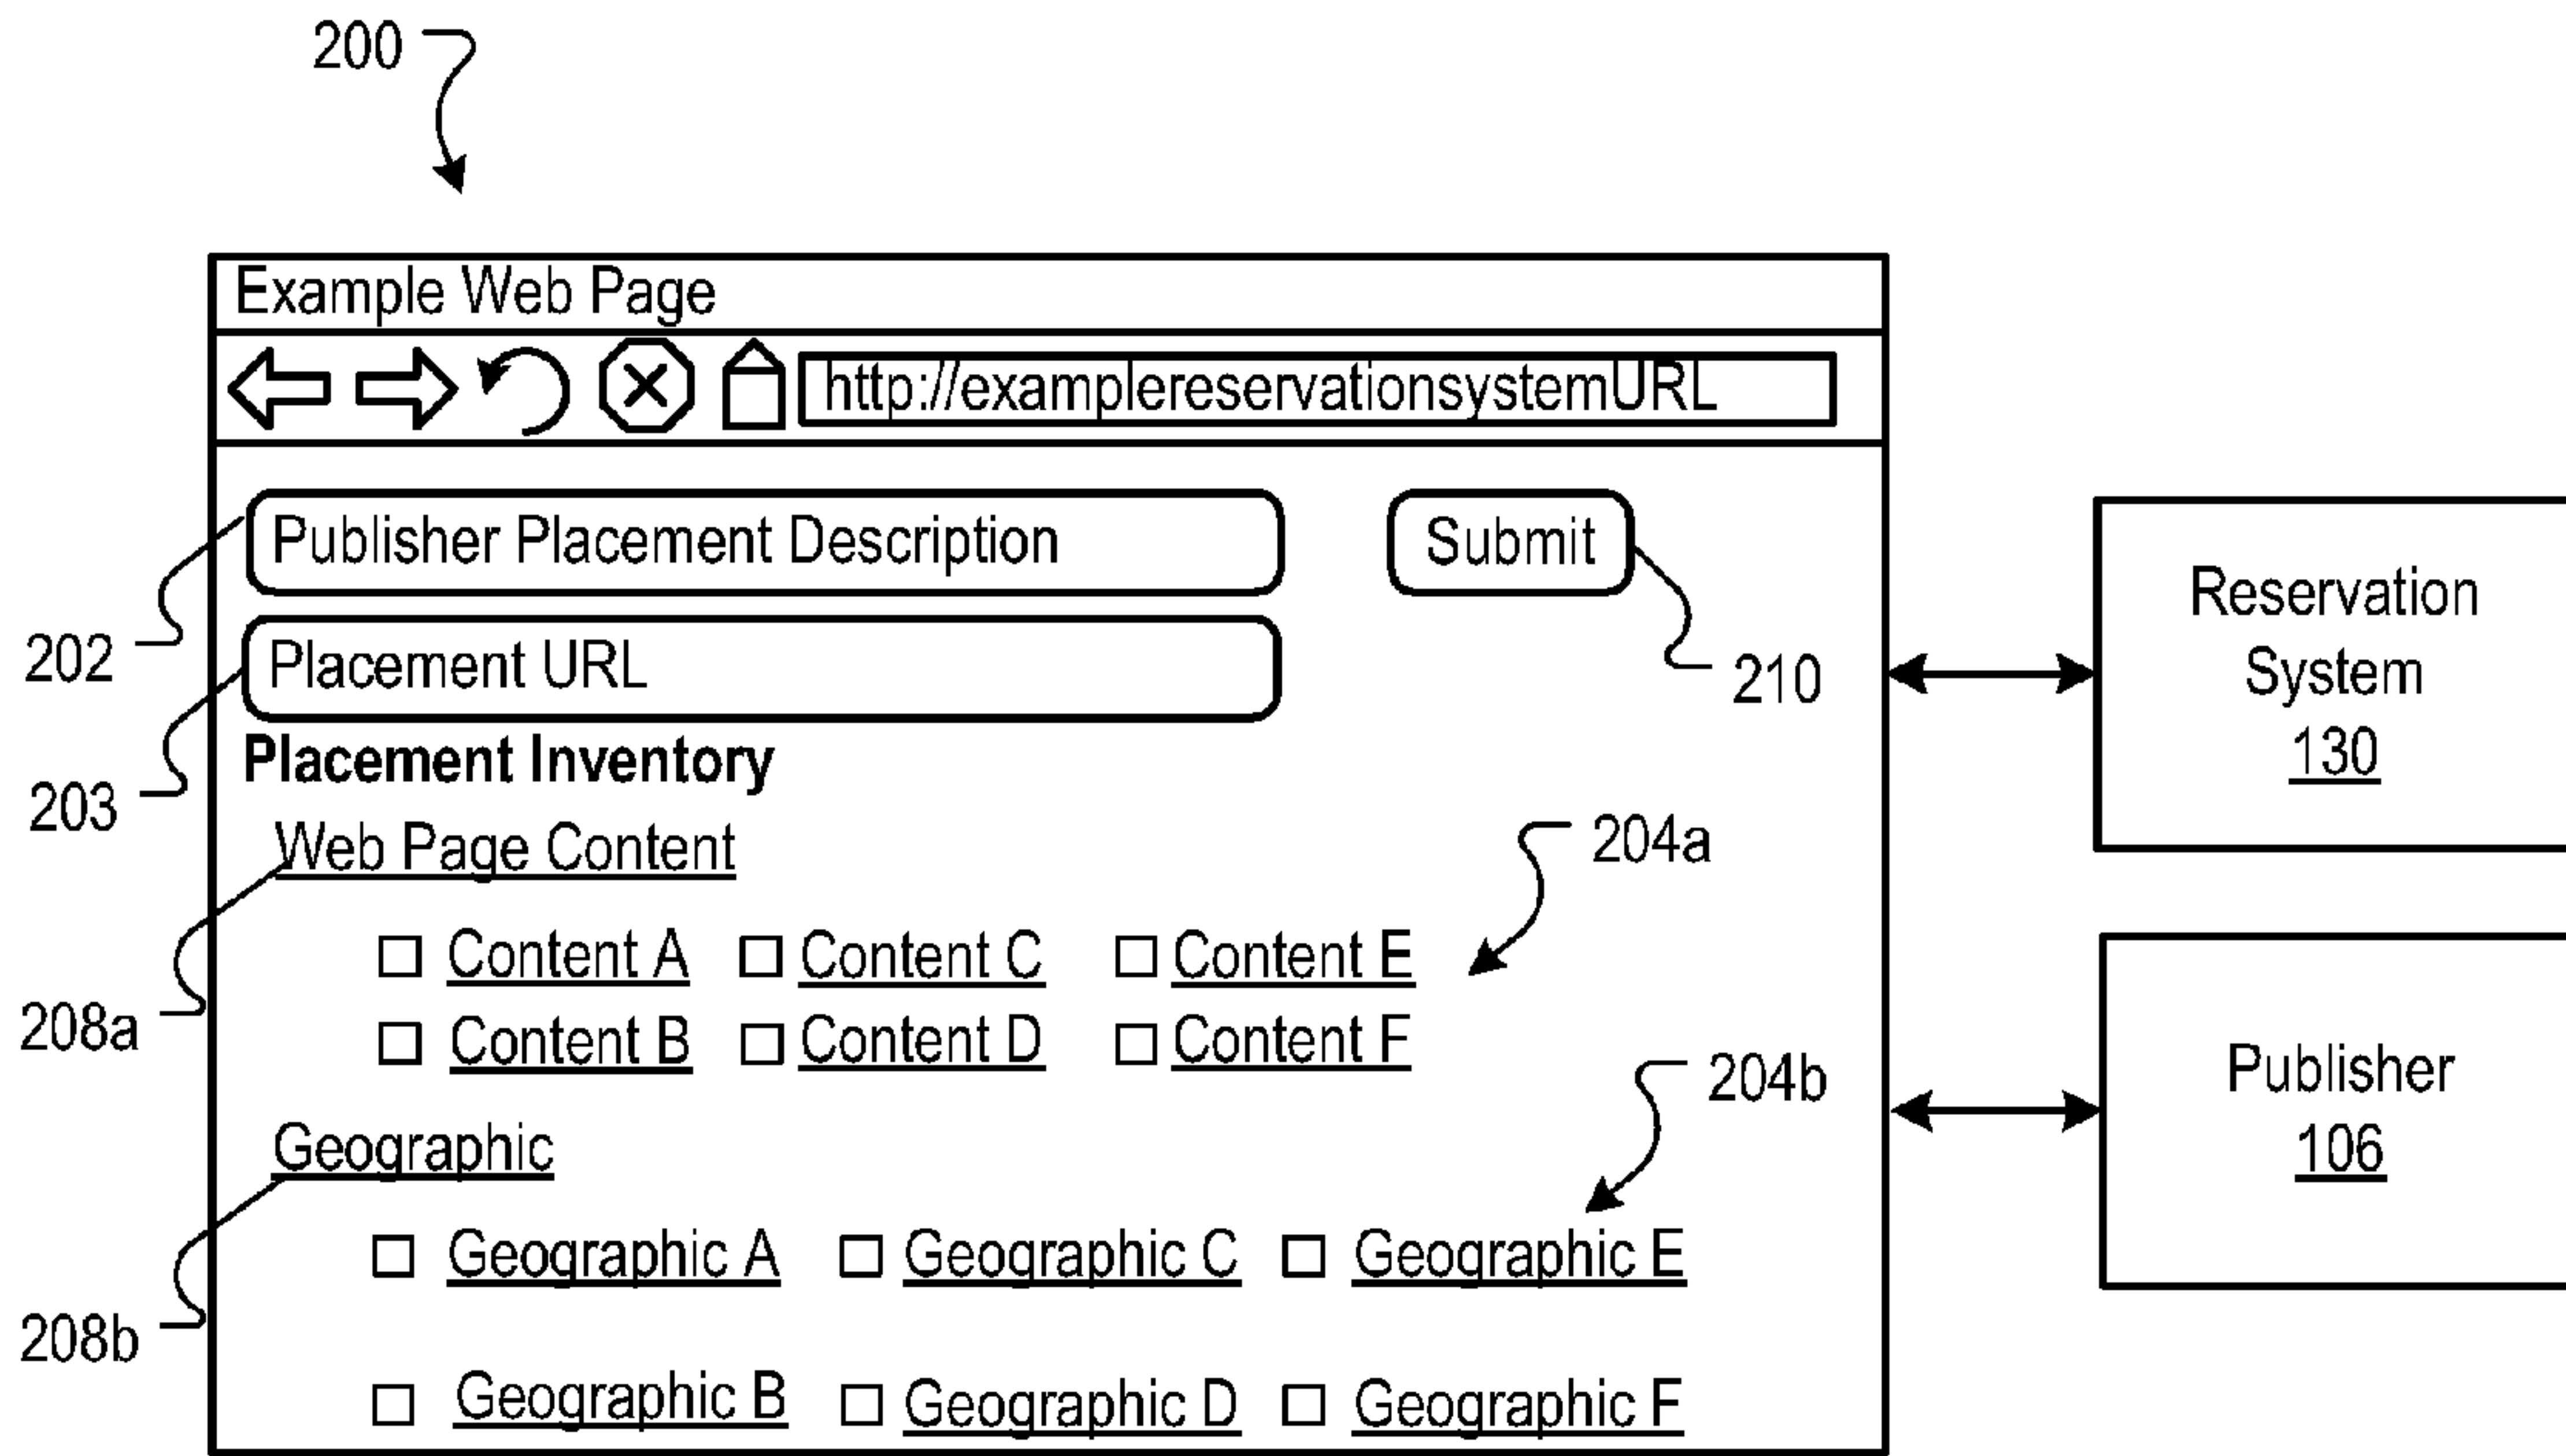 200
Example Web Page
http://examplereservationsystemURL
Publisher Placement Description
Submit
202
Placement URL
210
203
Placement Inventory
Web Page Content
204a
208a
Content A Content C Content E
Content B Content D Content F
204b
Geographic
208b
Geographic A Geographic C Geographic E
Geographic B Geographic D Geographic F
Reservation
System
130
Publisher
106